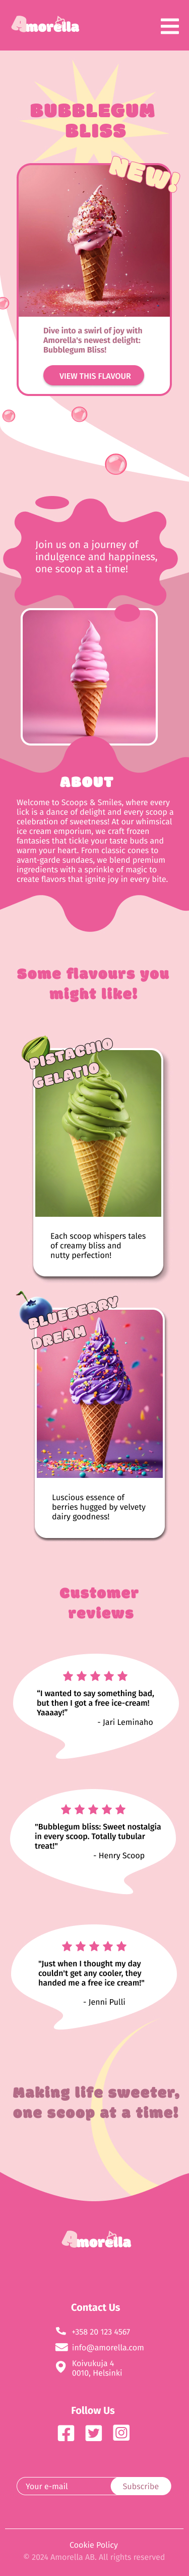 Amorella
BUBBLEGUM
BLISS
NEW!
Dive into a swirl of joy with
Amorella's newest delight:
Bubblegum Bliss!
VIEW THIS FLAVOUR
Join us on a journey of
indulgence and happiness,
one scoop at a time!
ABOUT
Welcome to Scoops & Smiles, where every
lick is a dance of delight and every scoop a
celebration of sweetness! At our whimsical
ice cream emporium, we craft frozen
fantasies that tickle your taste buds and
warm your heart. From classic cones to
avant-garde sundaes, we blend premium
ingredients with a sprinkle of magic to
create flavors that ignite joy in every bite.
Some flavours you
might like!
PISTACHIO
GELATIO
Each scoop whispers tales
of creamy bliss and
nutty perfection!
BLUEBERRY
DREAM
Luscious essence of
berries hugged by velvety
dairy goodness!
Customer
reviews
"I wanted to say something bad,
but then I got a free ice-cream!
Yaaaay!"
- Jari Leminaho
"Bubblegum bliss: Sweet nostalgia
in every scoop. Totally tubular
treat!"
- Henry Scoop
"Just when I thought my day
couldn't get any cooler, they
handed me a free ice cream!"
- Jenni Pulli
Making life sweeter,
one scoop at a time!
Amorella
Contact Us
+358 20 123 4567
info@amorella.com
Koivukuja 4
0010, Helsinki
Follow Us
Your e-mail
Subscribe
Cookie Policy
© 2024 Amorella AB. All rights reserved